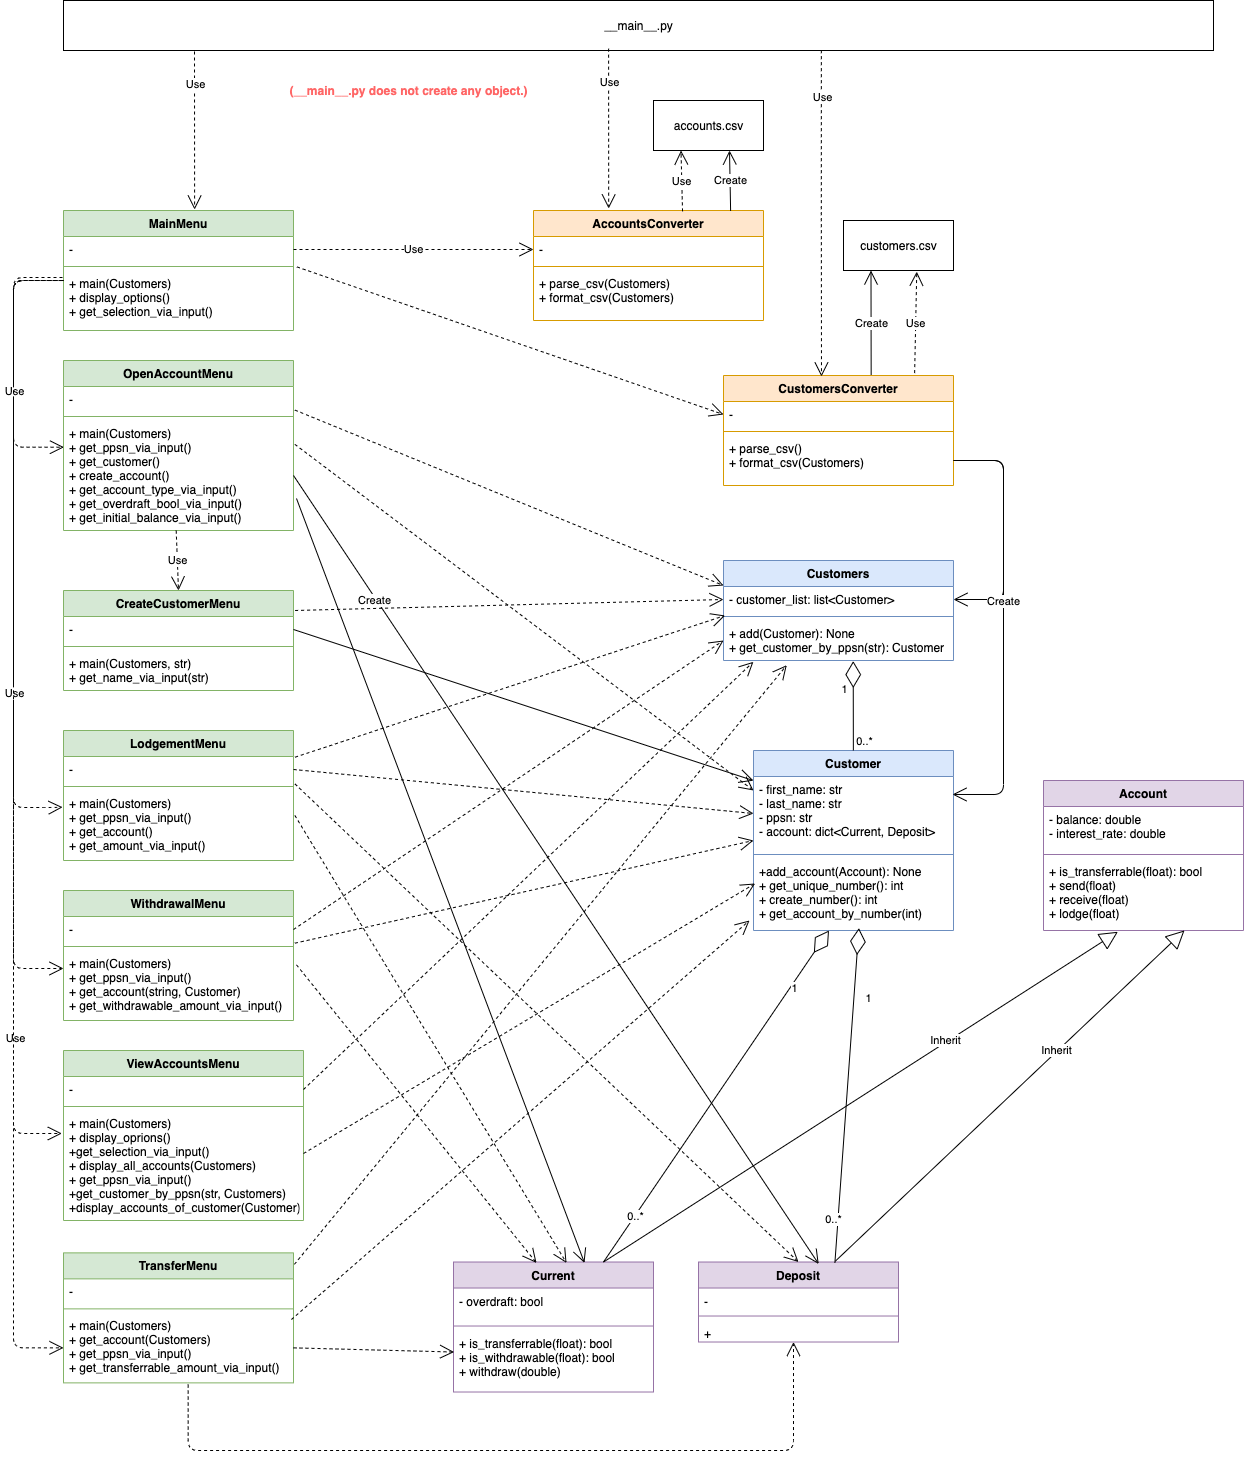 __main__.py
Use
(__main__.py does not create any object.)
Use
Use
accounts.csv
Use
Create
MainMenu
-
+ main(Customers)
+ display_options()
+ get_selection_via_input()
Use
AccountsConverter
-
+ parse_csv(Customers)
+ format_csv(Customers)
customers.csv
Create
Use
OpenAccountMenu
-
+ main(Customers)
+ get_ppsn_via_input()
+ get_customer()
+ create_account()
+ get_account_type_via_input()
+ get_overdraft_bool_via_input()
+ get_initial_balance_via_input()
Use
CustomersConverter
-
+ parse_csv()
+ format_csv(Customers)
Use
Create
CreateCustomerMenu
-
+ main(Customers, str)
+ get_name_via_input(str)
Customers
- customer_list: list<Customer>
+ add(Customer): None
+ get_customer_by_ppsn(str): Customer
Create
1
0..*
Use
LodgementMenu
-
+ main(Customers)
+ get_ppsn_via_input()
+ get_account()
+ get_amount_via_input()
Customer
- first_name: str
- last_name: str
- ppsn: str
- account: dict<Current, Deposit>
+add_account(Account): None
+ get_unique_number(): int
+ create_number(): int
+ get_account_by_number(int)
Account
- balance: double
- interest_rate: double
+ is_transferrable(float): bool
+ send(float)
+ receive(float)
+ lodge(float)
WithdrawalMenu
-
+ main(Customers)
+ get_ppsn_via_input()
+ get_account(string, Customer)
+ get_withdrawable_amount_via_input()
1
1
Use
Inherit
Inherit
ViewAccountsMenu
-
+ main(Customers)
+ display_oprions()
+get_selection_via_input()
+ display_all_accounts(Customers)
+ get_ppsn_via_input()
+get_customer_by_ppsn(str, Customers)
+display_accounts_of_customer(Customer)
0..*
0..*
TransferMenu
-
+ main(Customers)
+ get_account(Customers)
+ get_ppsn_via_input()
+ get_transferrable_amount_via_input()
Current
- overdraft: bool
+ is_transferrable(float): bool
+ is_withdrawable(float): bool
+ withdraw(double)
Deposit
-
+